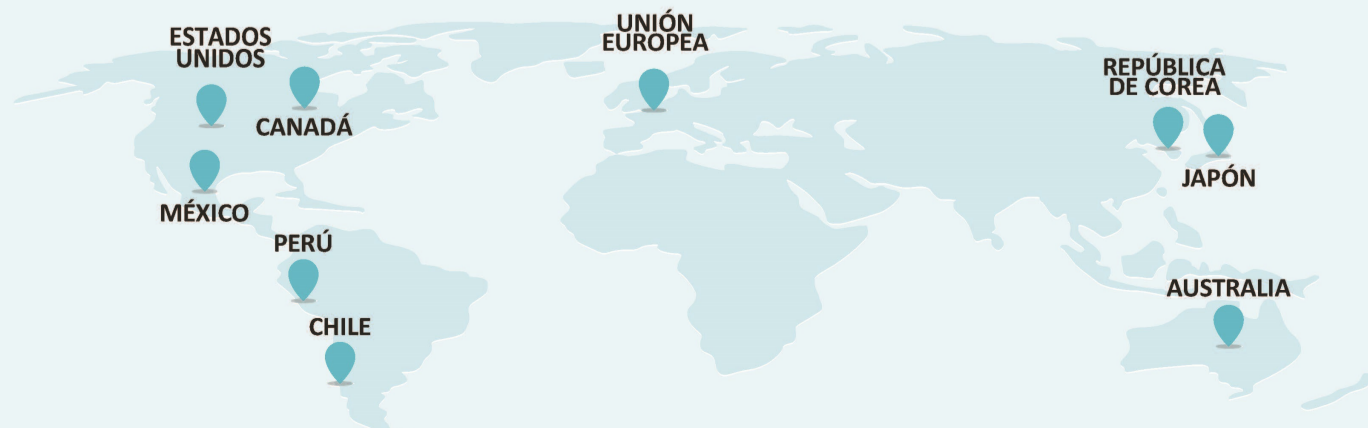 ESTADOS
UNIDOS
CANADÁ
MÉXICO
PERÚ
CHILE
UNIÓN
EUROPEA
REPÚBLICA
DE COREA
JAPÓN
AUSTRALIA